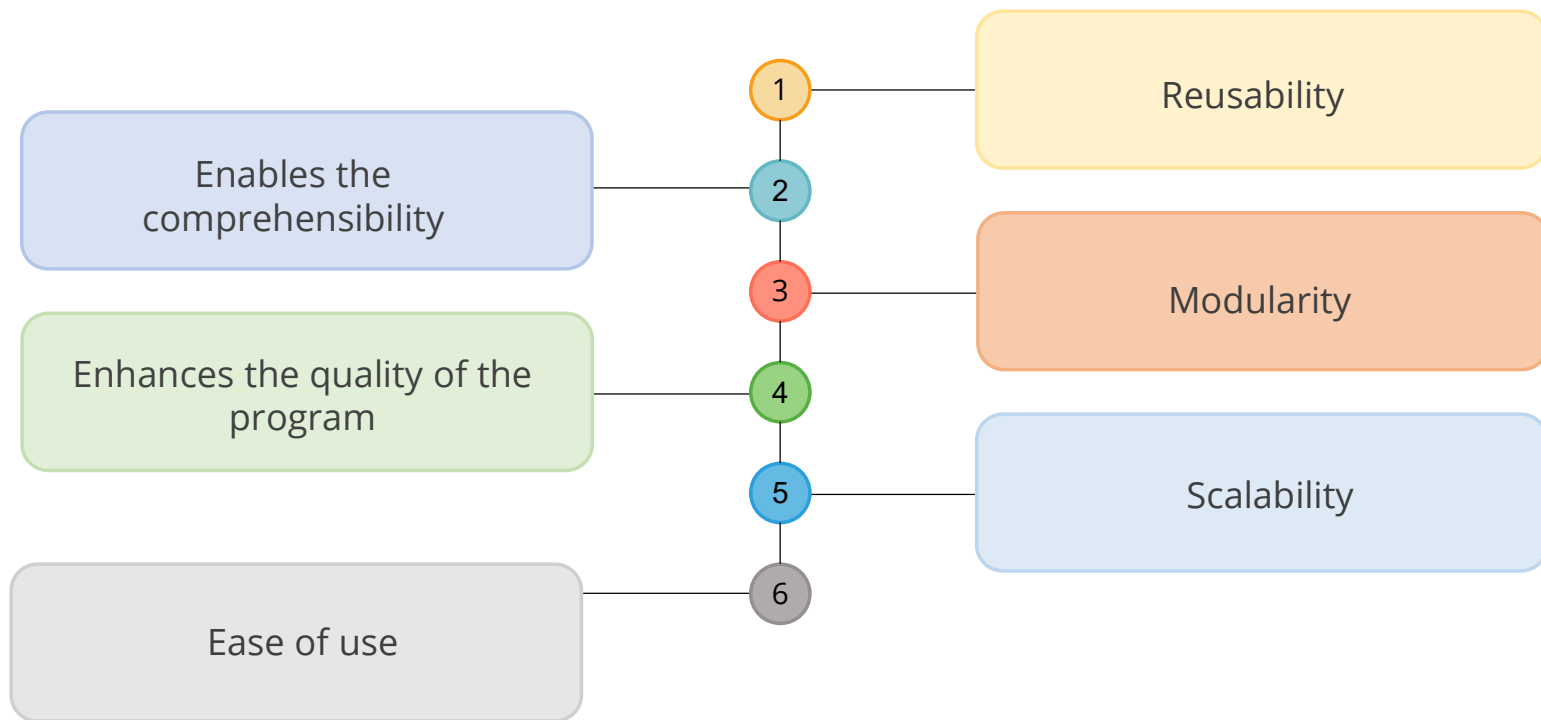 1
Reusability
2
Enables the
comprehensibility
3
Modularity
4
Enhances the quality of the
program
5
Scalability
6
Ease of use